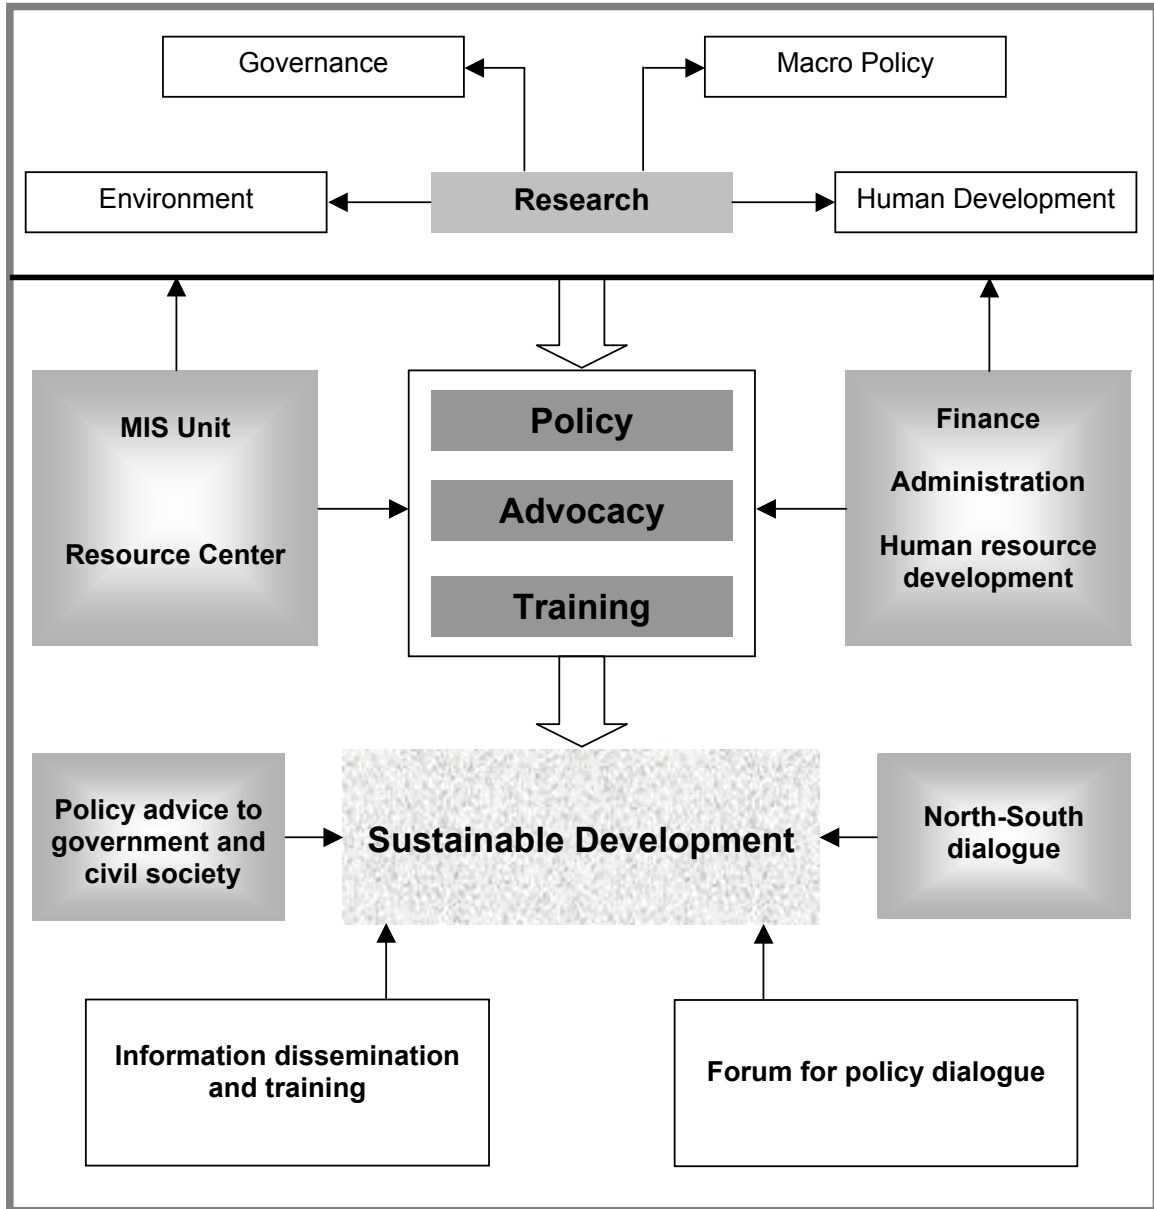 Governance
Macro Policy
Environment
Research
Human Development
MIS Unit
Resource Center
Policy
Advocacy
Training
Finance
Administration
Human resource
development
Policy advice to
government and
civil society
Sustainable Development
North-South
dialogue
Information dissemination
and training
Forum for policy dialogue